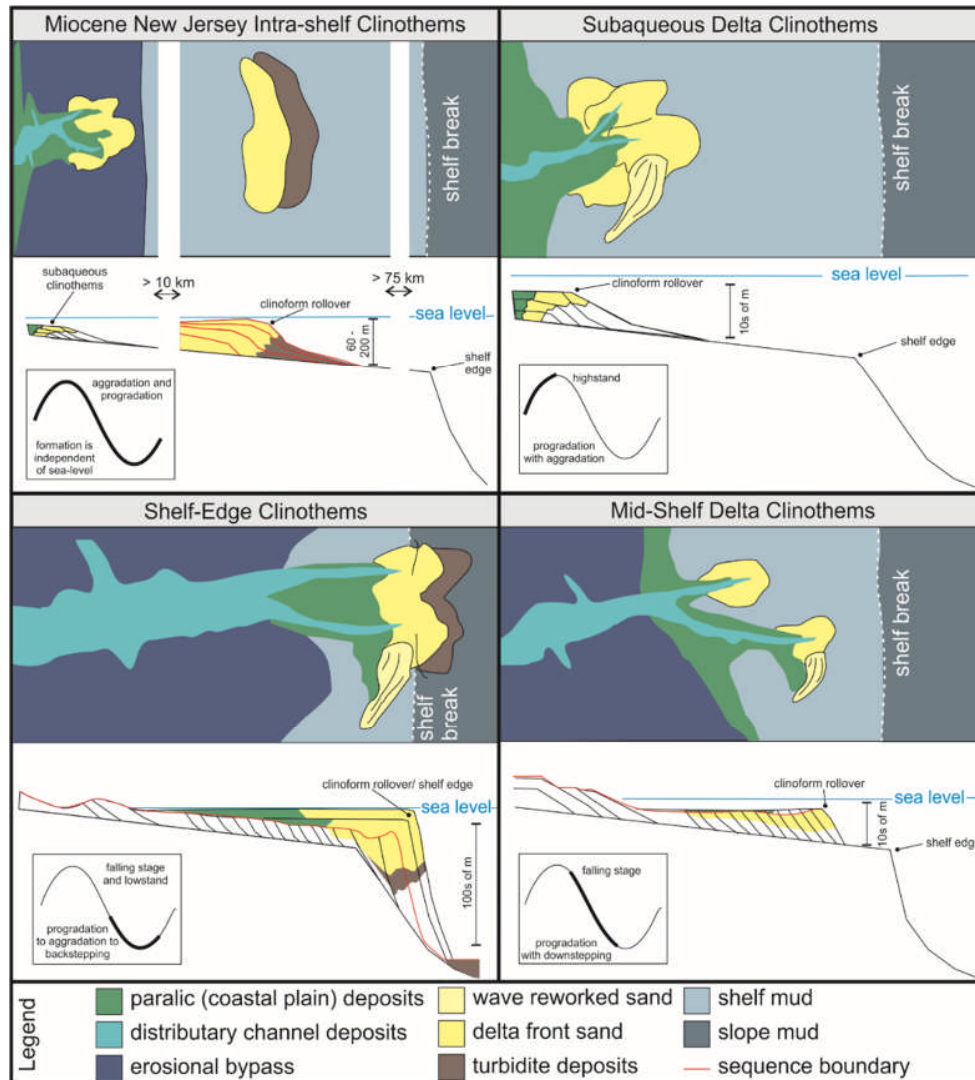 Miocene New Jersey Intra-shelf Clinothems
shelf break
subaqueous
clinothems
> 10 km
clinoform rollover
> 75 km
sea level
60 -
200 m
shelf
edge
aggradation and
progradation
formation is
independent
of sea-level
Subaqueous Delta Clinothems
shelf break
sea level
clinoform rollover
10s of m
shelf edge
highstand
progradation
with aggradation
Shelf-Edge Clinothems
shelf
break
clinoform rollover/ shelf edge
sea level
100s of m
falling stage
and lowstand
progradation
to aggradation to
backstepping
Mid-Shelf Delta Clinothems
shelf break
clinoform rollover
sea level
10s of m
shelf edge
falling stage
progradation
with downstepping
Legend
paralic (coastal plain) deposits
distributary channel deposits
erosional bypass
wave reworked sand
delta front sand
turbidite deposits
shelf mud
slope mud
sequence boundary